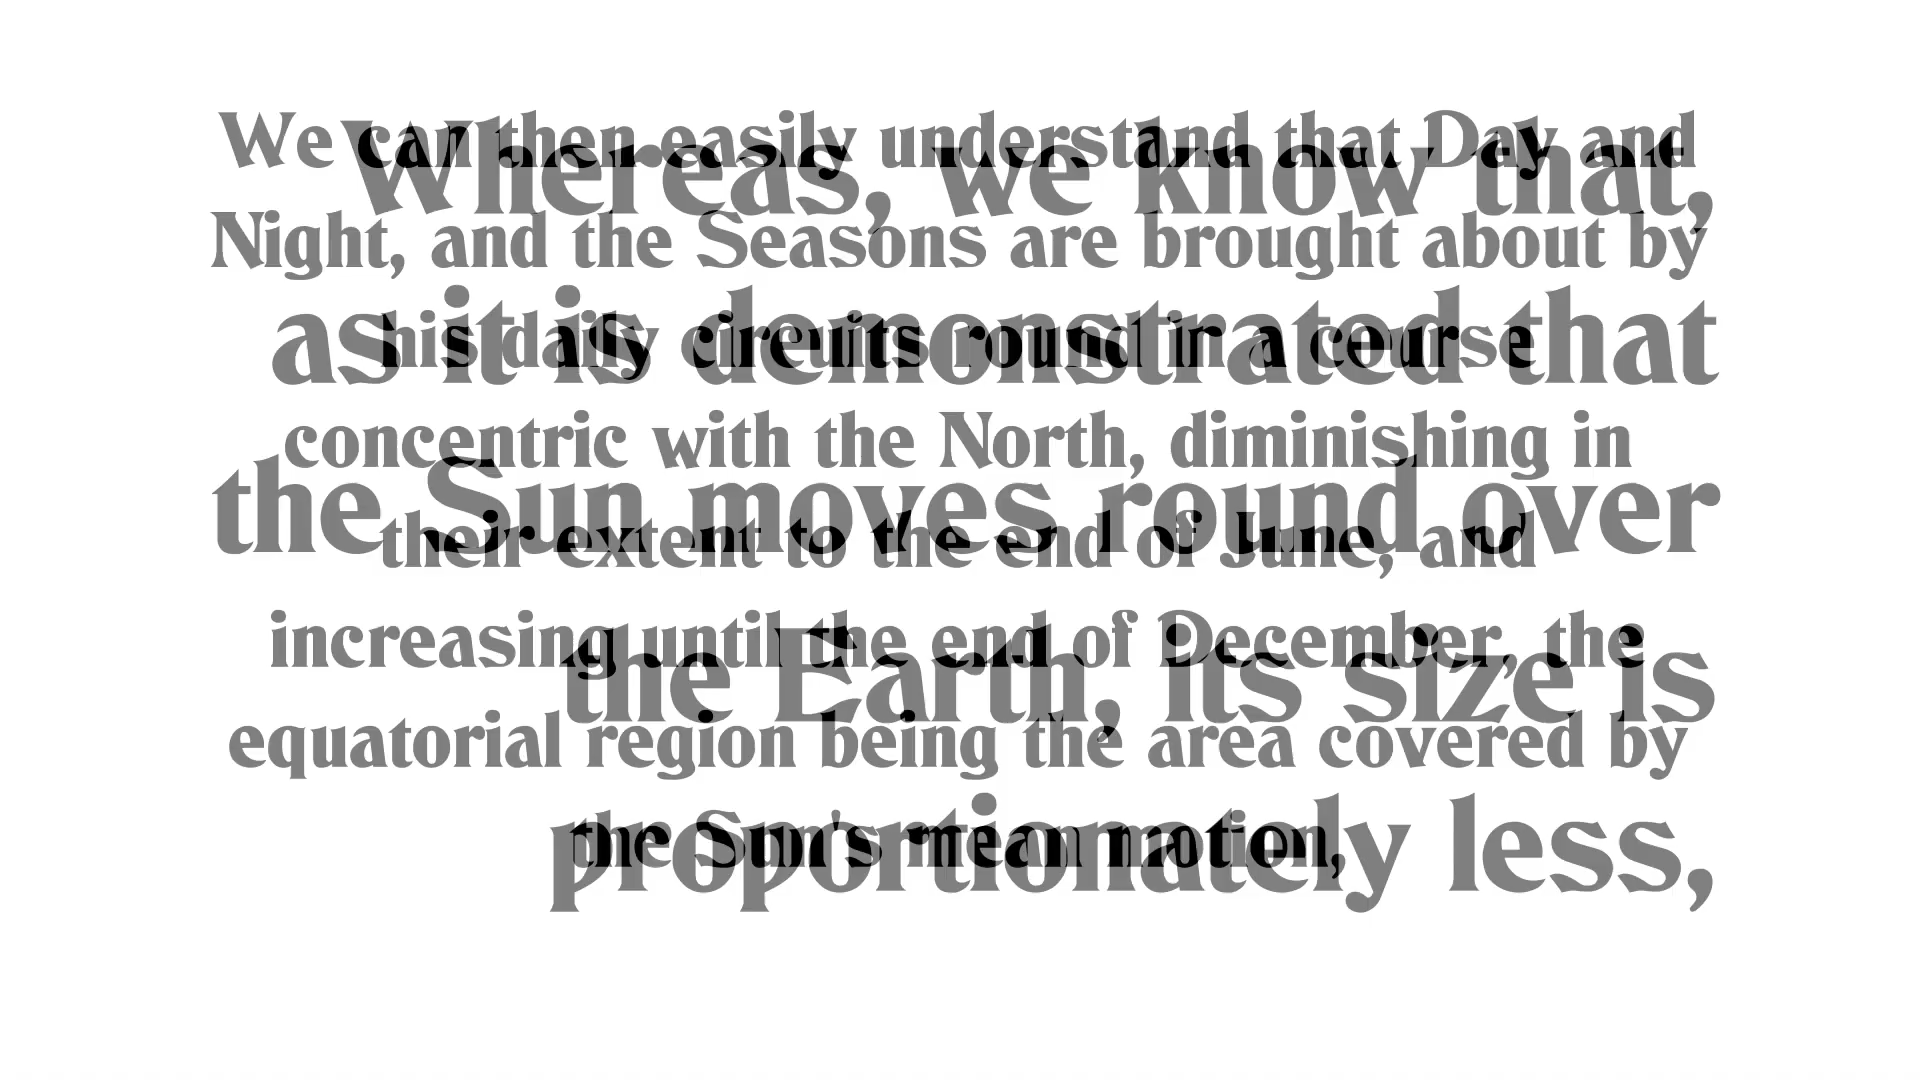 We can then easily understand that Day and
Night, and the Seasons are brought about by
his daily circuits round in a course
concentric with the North, diminishing in
their extent to the end of June, and
increasing until the end of December, the
equatorial region being the area covered by
the Sun's mean motion,
Whereas, we know that,
as it is demonstrated that
the Sun moves round over
the Earth, its size is
proportionately less,